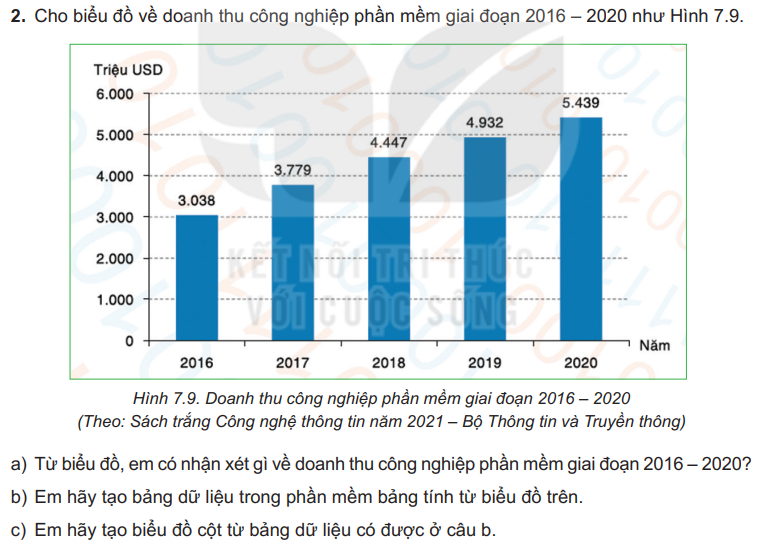 2. Cho biểu đồ về doanh thu công nghiệp phần mềm giai đoạn 2016 – 2020 như Hình 7.9.
Triệu USD
6.000
5.439
5.000
4.932
4.447
4.000
3.779
3.038
3.000
2.000
KẾT NỐI TRI THỨC
1.000
VỚI CUỘC SỐNG
0
Năm
2016 2017 2018 2019 2020
Hình 7.9. Doanh thu công nghiệp phần mềm giai đoạn 2016 – 2020
(Theo: Sách trắng Công nghệ thông tin năm 2021 – Bộ Thông tin và Truyền thông)
a) Từ biểu đồ, em có nhận xét gì về doanh thu công nghiệp phần mềm giai đoạn 2016 – 2020?
b) Em hãy tạo bảng dữ liệu trong phần mềm bảng tính từ biểu đồ trên.
c) Em hãy tạo biểu đồ cột từ bảng dữ liệu có được ở câu b.